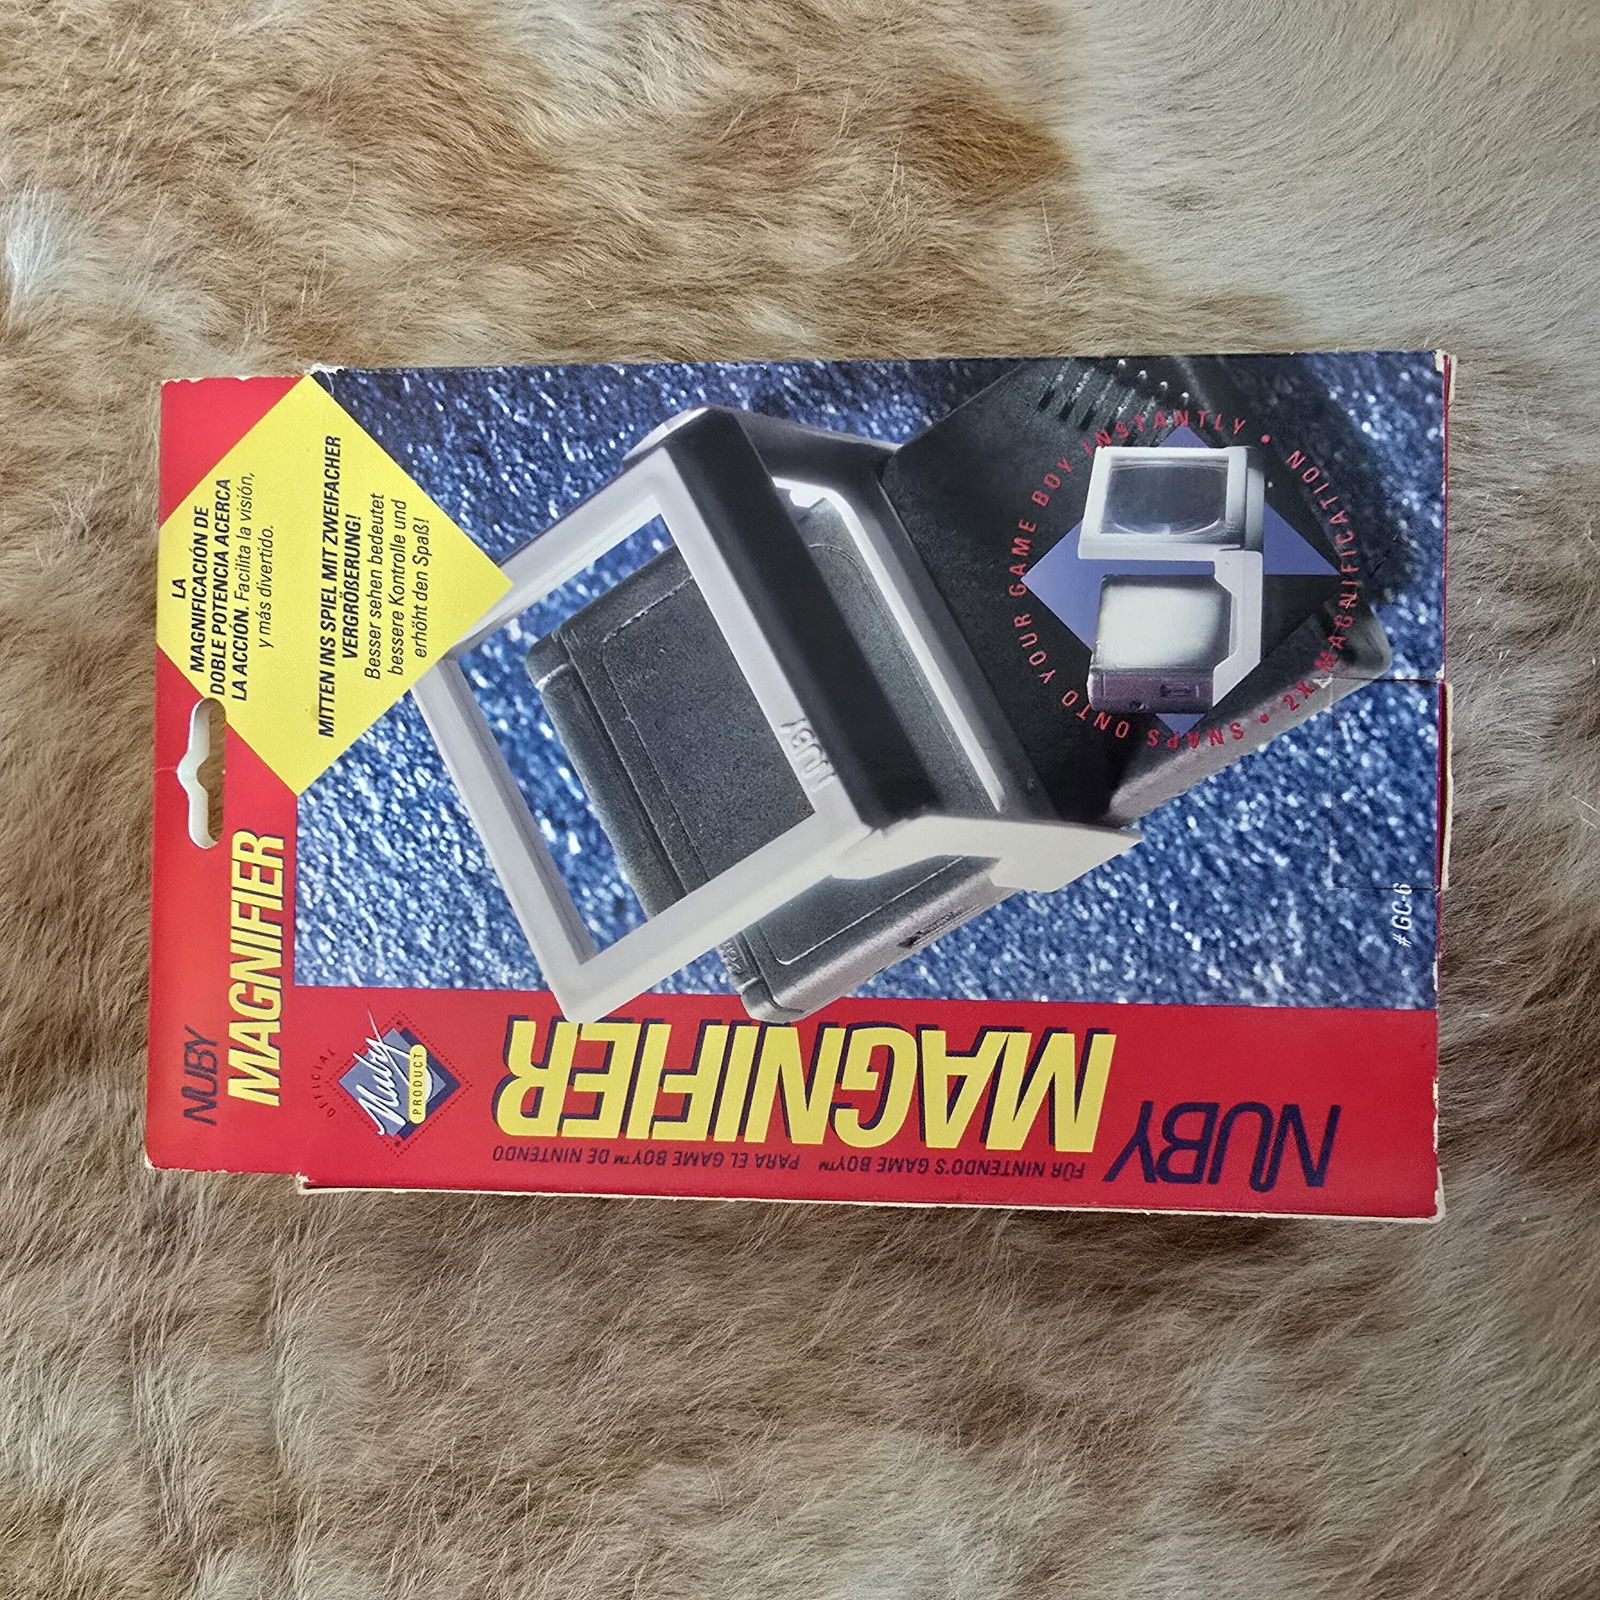 NUBY
MAGNIFIER
LA
MAGNIFICACIÓN DE
DOBLE POTENCIA ACERCA
LA ACCIÓN. Facilita la visión,
y más divertido.
MITTEN INS SPIEL MIT ZWEIFACHER
VERGRÖßERUNG!
Besser sehen bedeutet
bessere Kontrolle und
erhöht den Spaß!
NUBY
MAGNIFIER
FÜR NINTENDO'S GAME BOY™ PARA EL GAME BOY™ DE NINTENDO
OFFICIAL
Nuby
PRODUCT
nuby
SNAPS ONTO YOUR GAME BOY INSTANTLY • 2X MAGNIFICATION •
# GC-6